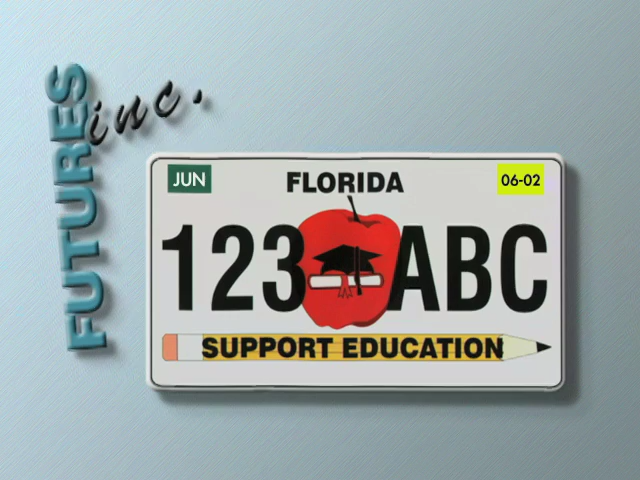 FUTURES
inc.
JUN
FLORIDA
06-02
123 ABC
SUPPORT EDUCATION